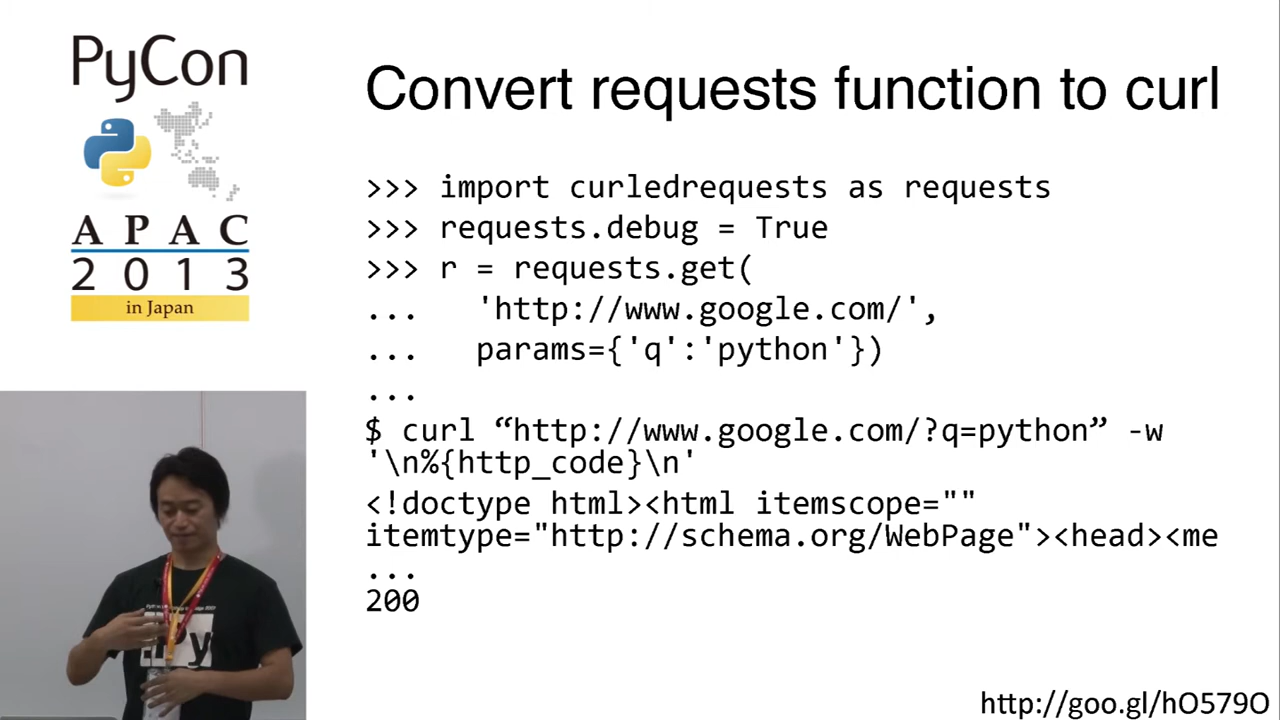 PyCon
APAC
2013
in Japan
Convert requests function to curl
>>> import curledrequests as requests
>>> requests.debug = True
>>> r = requests.get(
...   'http://www.google.com/',
...   params={'q':'python'})
...
$ curl “http://www.google.com/?q=python” -w
'\n%{http_code}\n'
<!doctype html><html itemscope=""
itemtype="http://schema.org/WebPage"><head><me
...
200
Py
http://goo.gl/hO579O